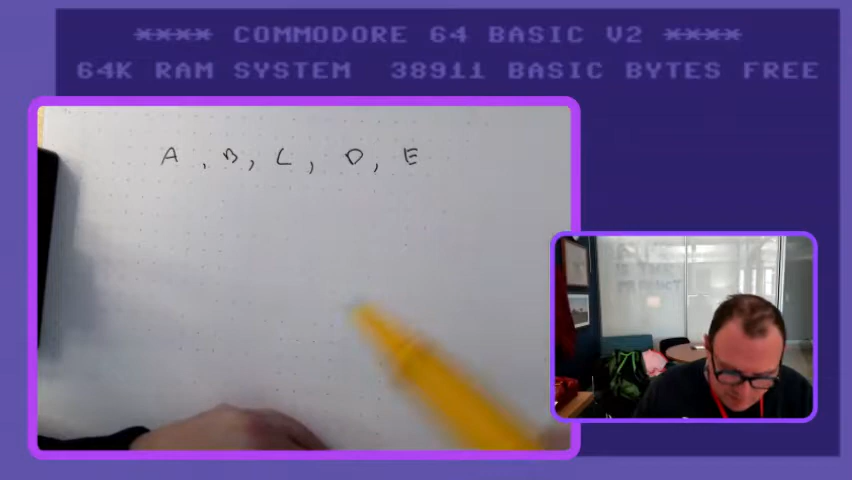 **** COMMODORE 64 BASIC V2 ****
64K RAM SYSTEM 38911 BASIC BYTES FREE
A , B, C, D, E